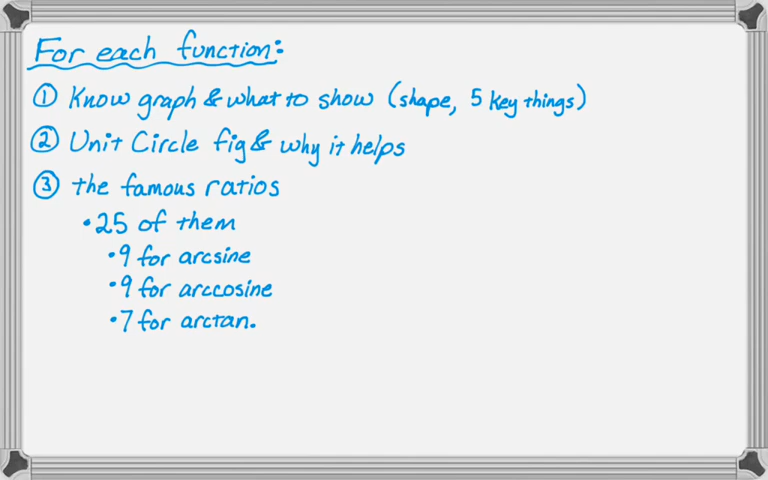 For each function:
① Know graph & what to show (shape, 5 key things)
② Unit Circle fig & why it helps
③ the famous ratios
• 25 of them
• 9 for arcsine
• 9 for arccosine
• 7 for arctan.